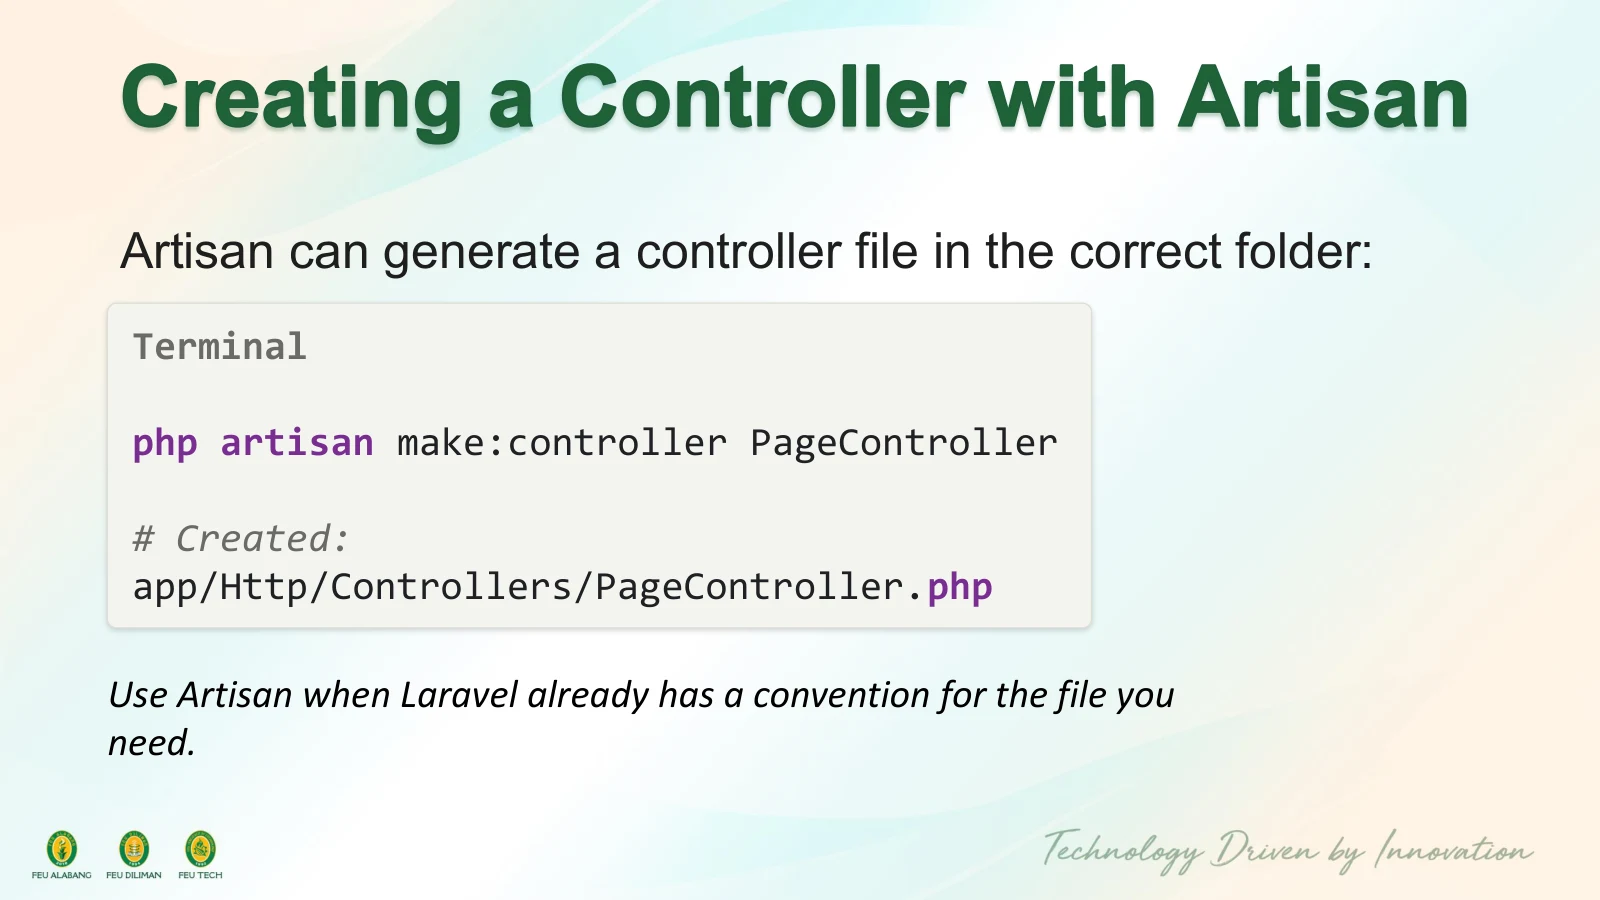 Creating a Controller with Artisan
Artisan can generate a controller file in the correct folder:
Terminal
php artisan make:controller PageController
# Created:
app/Http/Controllers/PageController.php
Use Artisan when Laravel already has a convention for the file you
need.
FEU ALABANG FEU DILIMAN FEU TECH
Technology Driven by Innovation